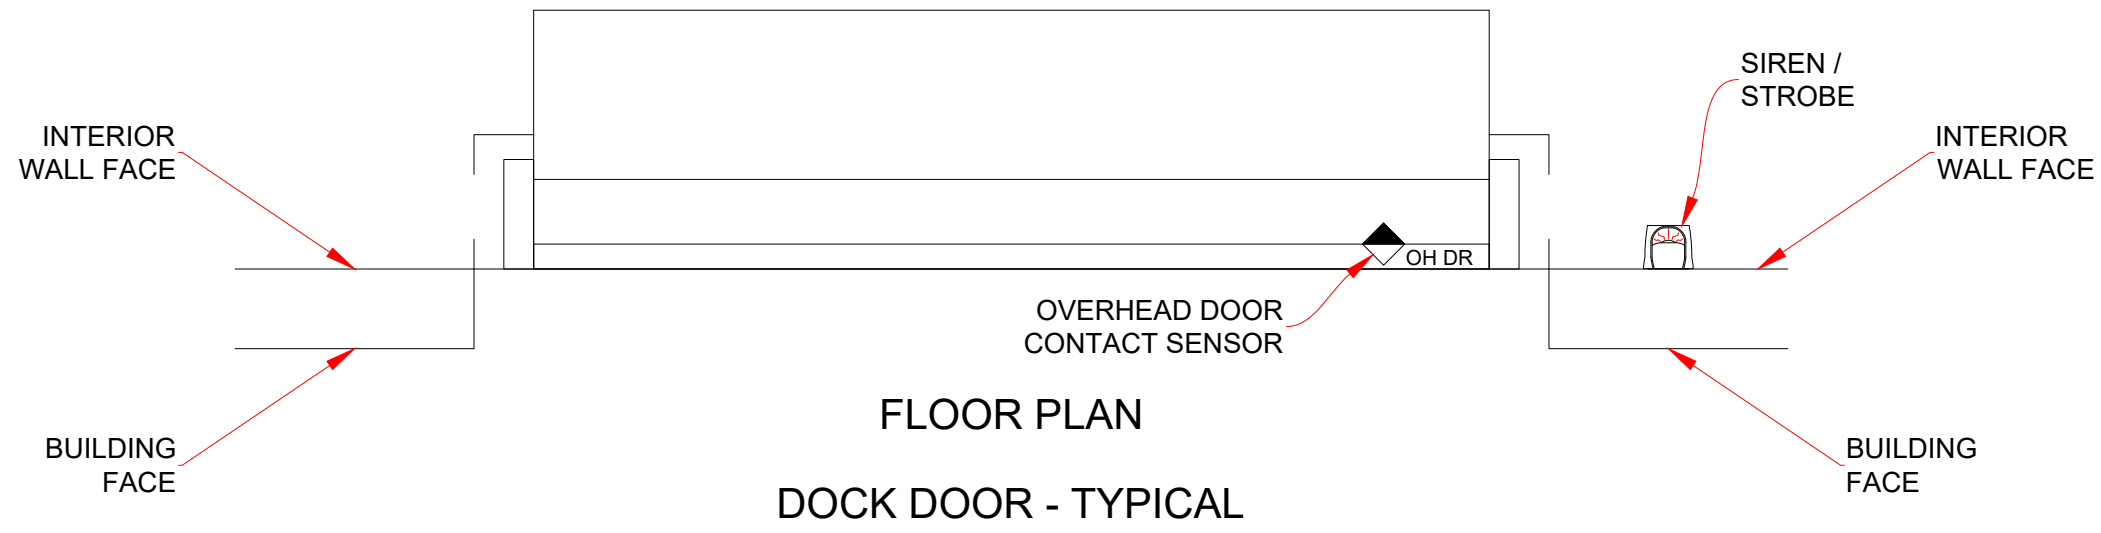 SIREN /
STROBE
INTERIOR
WALL FACE
INTERIOR
WALL FACE
OH DR
OVERHEAD DOOR
CONTACT SENSOR
FLOOR PLAN
BUILDING
FACE
BUILDING
FACE
DOCK DOOR - TYPICAL